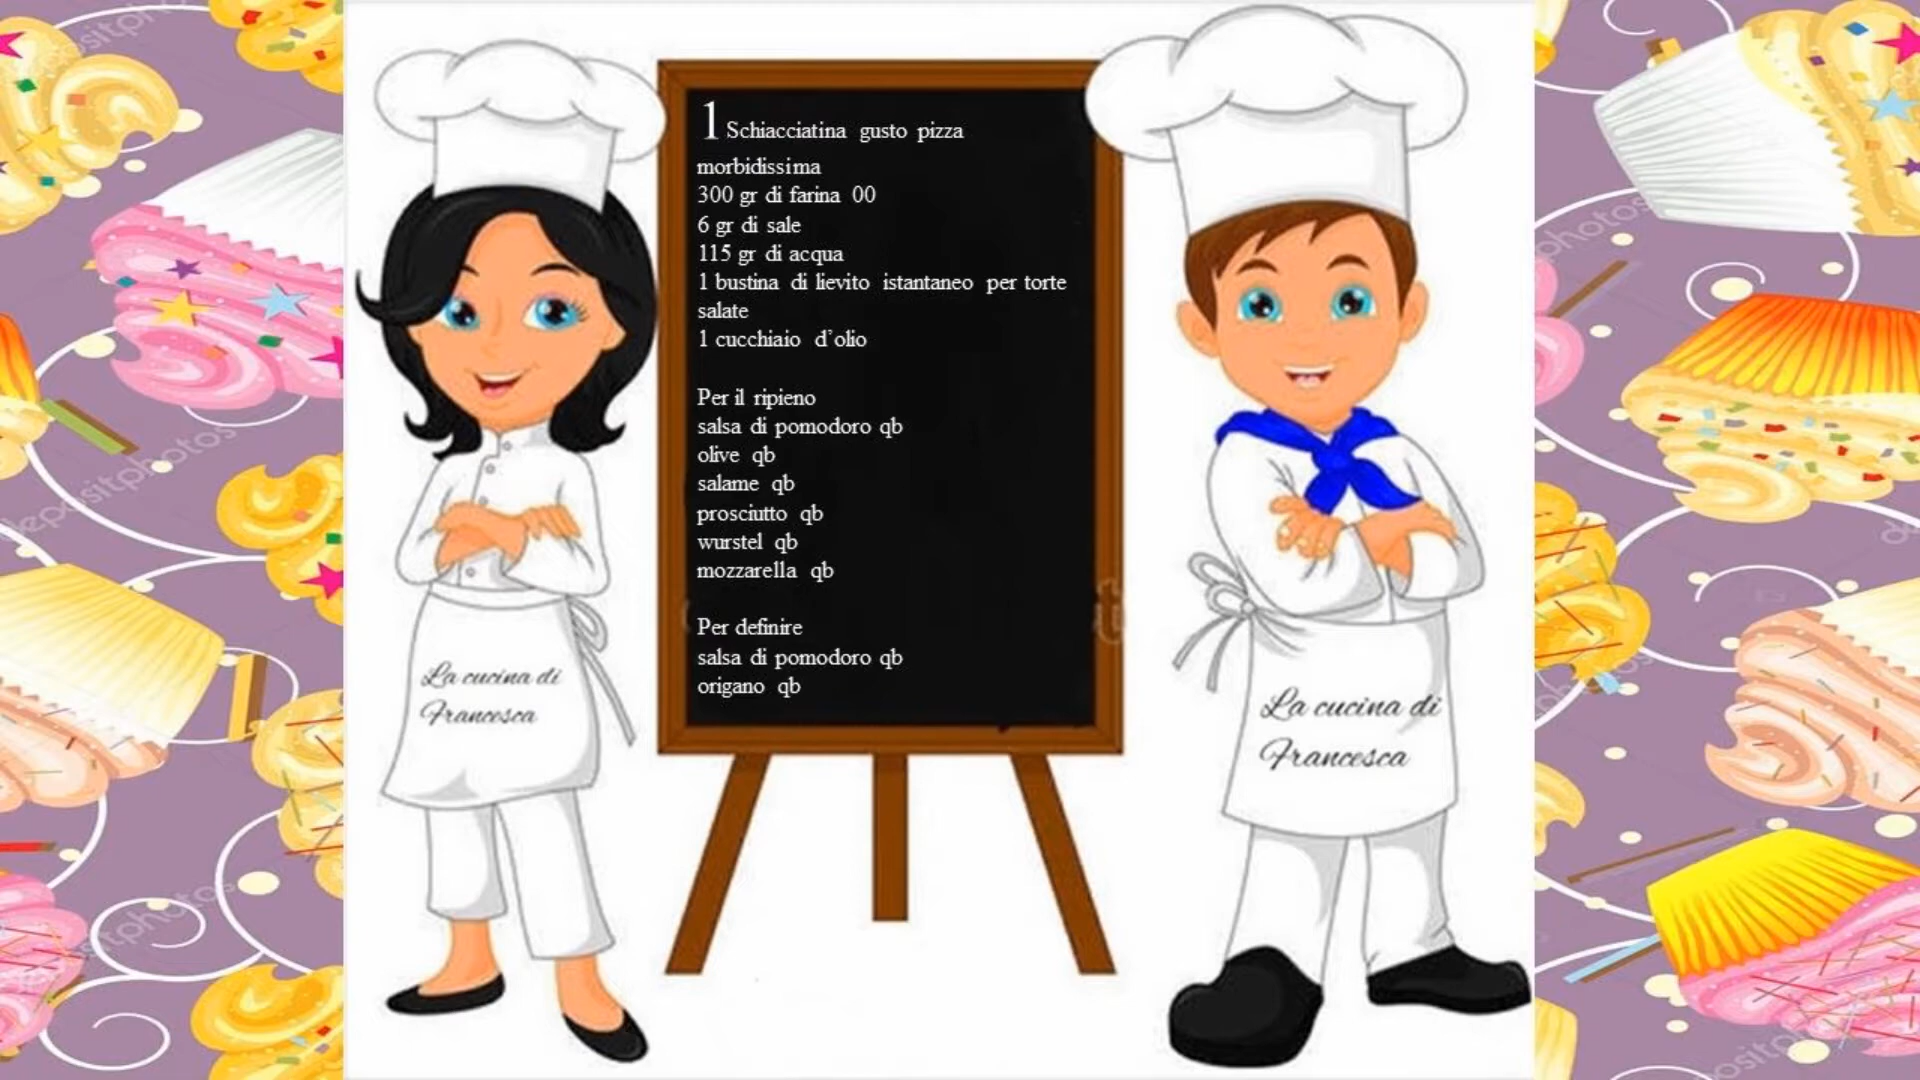 1 Schiacciatina gusto pizza
morbidissima
300 gr di farina 00
6 gr di sale
115 gr di acqua
1 bustina di lievito istantaneo per torte
salate
1 cucchiaio d'olio
Per il ripieno
salsa di pomodoro qb
olive qb
salame qb
prosciutto qb
wurstel qb
mozzarella qb
Per definire
salsa di pomodoro qb
origano qb
La cucina di
Francesca
La cucina di
Francesca
depositphotos